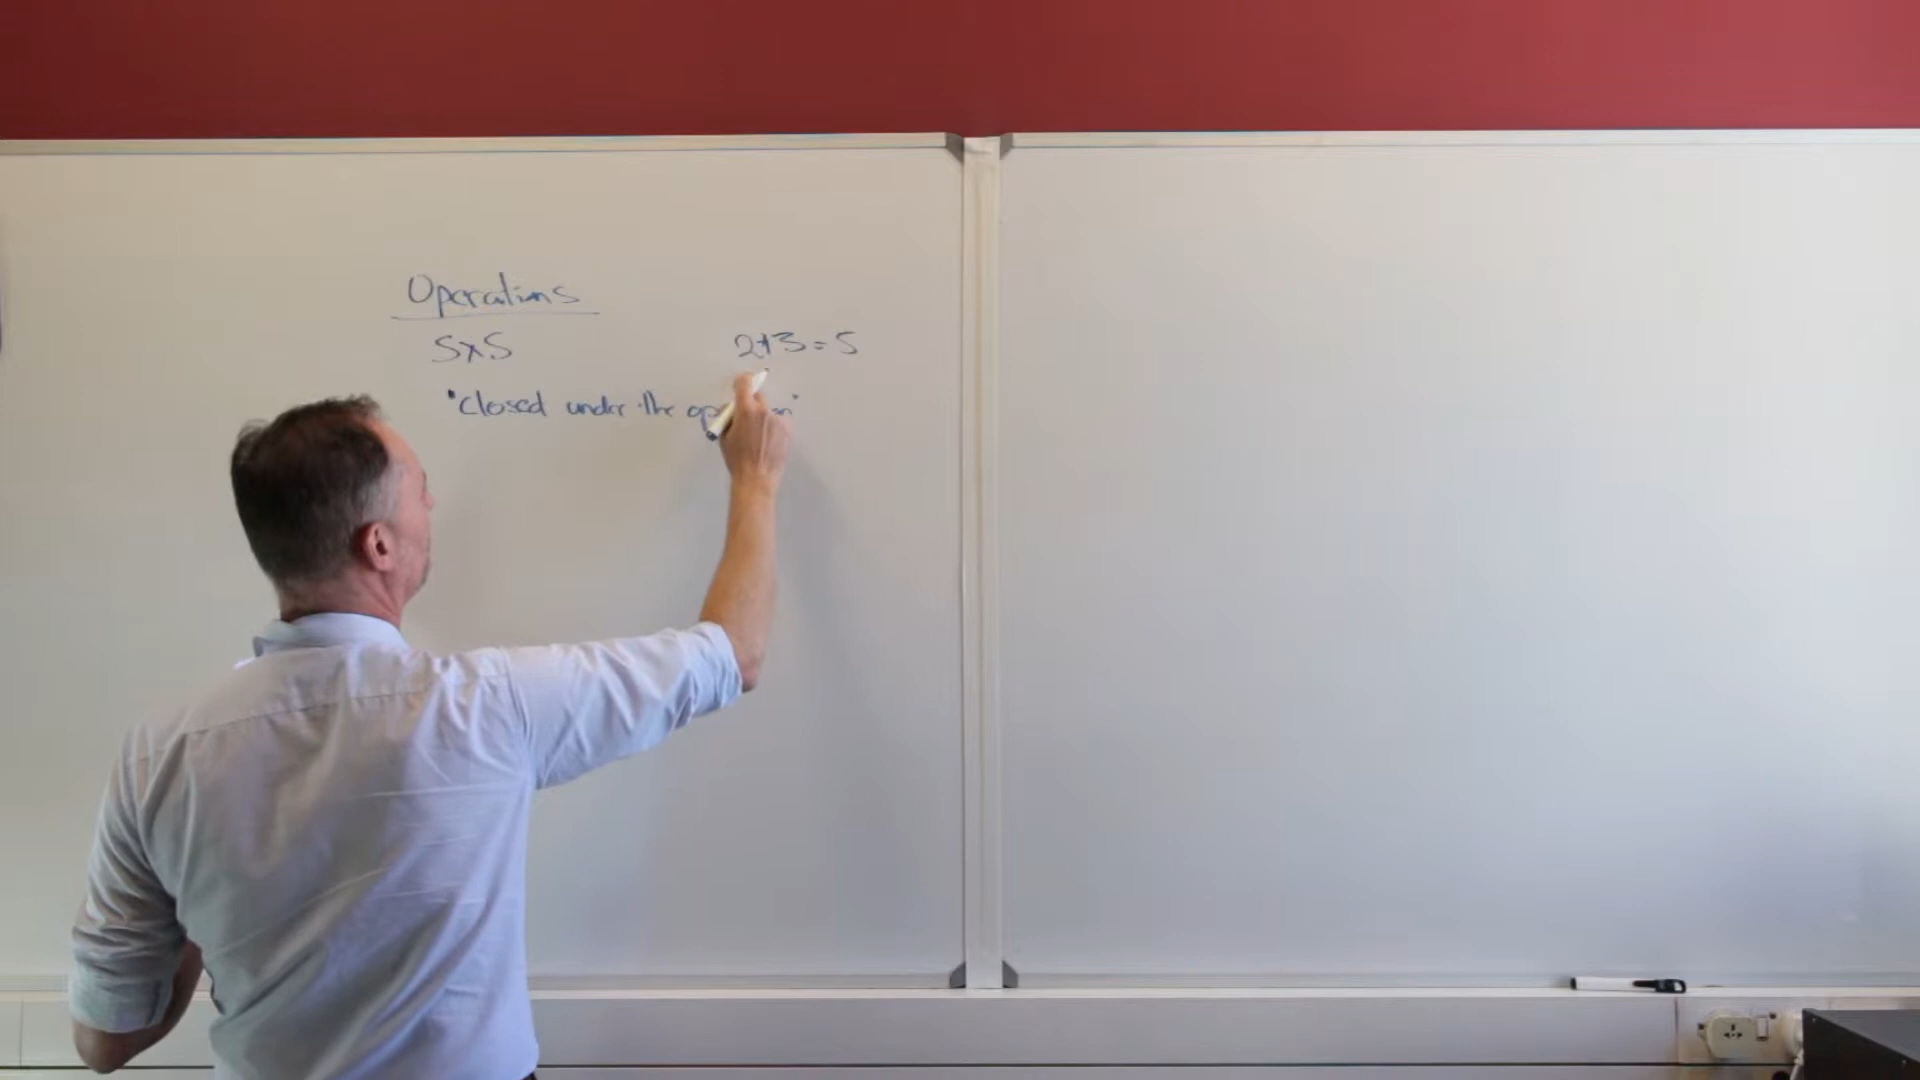 Operations
S×S 2+3=5
"Closed under the